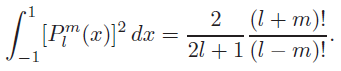 ∫_{-1}^{1} [P_l^m(x)]^2 dx = \frac{2}{2l+1} \frac{(l+m)!}{(l-m)!}.